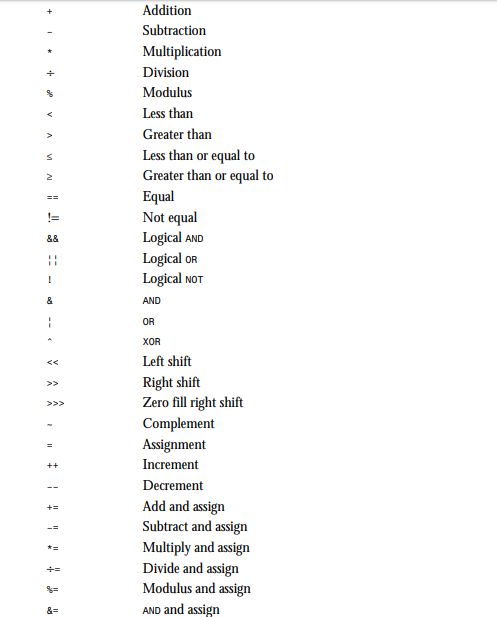 + Addition
– Subtraction
* Multiplication
÷ Division
% Modulus
< Less than
> Greater than
≤ Less than or equal to
≥ Greater than or equal to
== Equal
!= Not equal
&& Logical AND
¦¦ Logical OR
! Logical NOT
& AND
¦ OR
^ XOR
<< Left shift
>> Right shift
>>> Zero fill right shift
~ Complement
= Assignment
++ Increment
–– Decrement
+= Add and assign
–= Subtract and assign
*= Multiply and assign
÷= Divide and assign
%= Modulus and assign
&= AND and assign